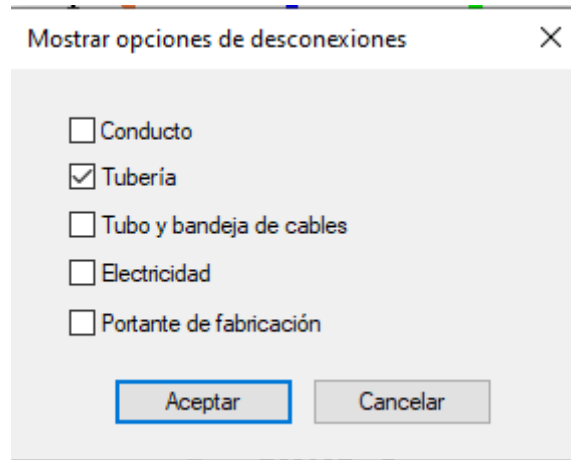 Mostrar opciones de desconexiones
Conducto
Tubería
Tubo y bandeja de cables
Electricidad
Portante de fabricación
Aceptar Cancelar